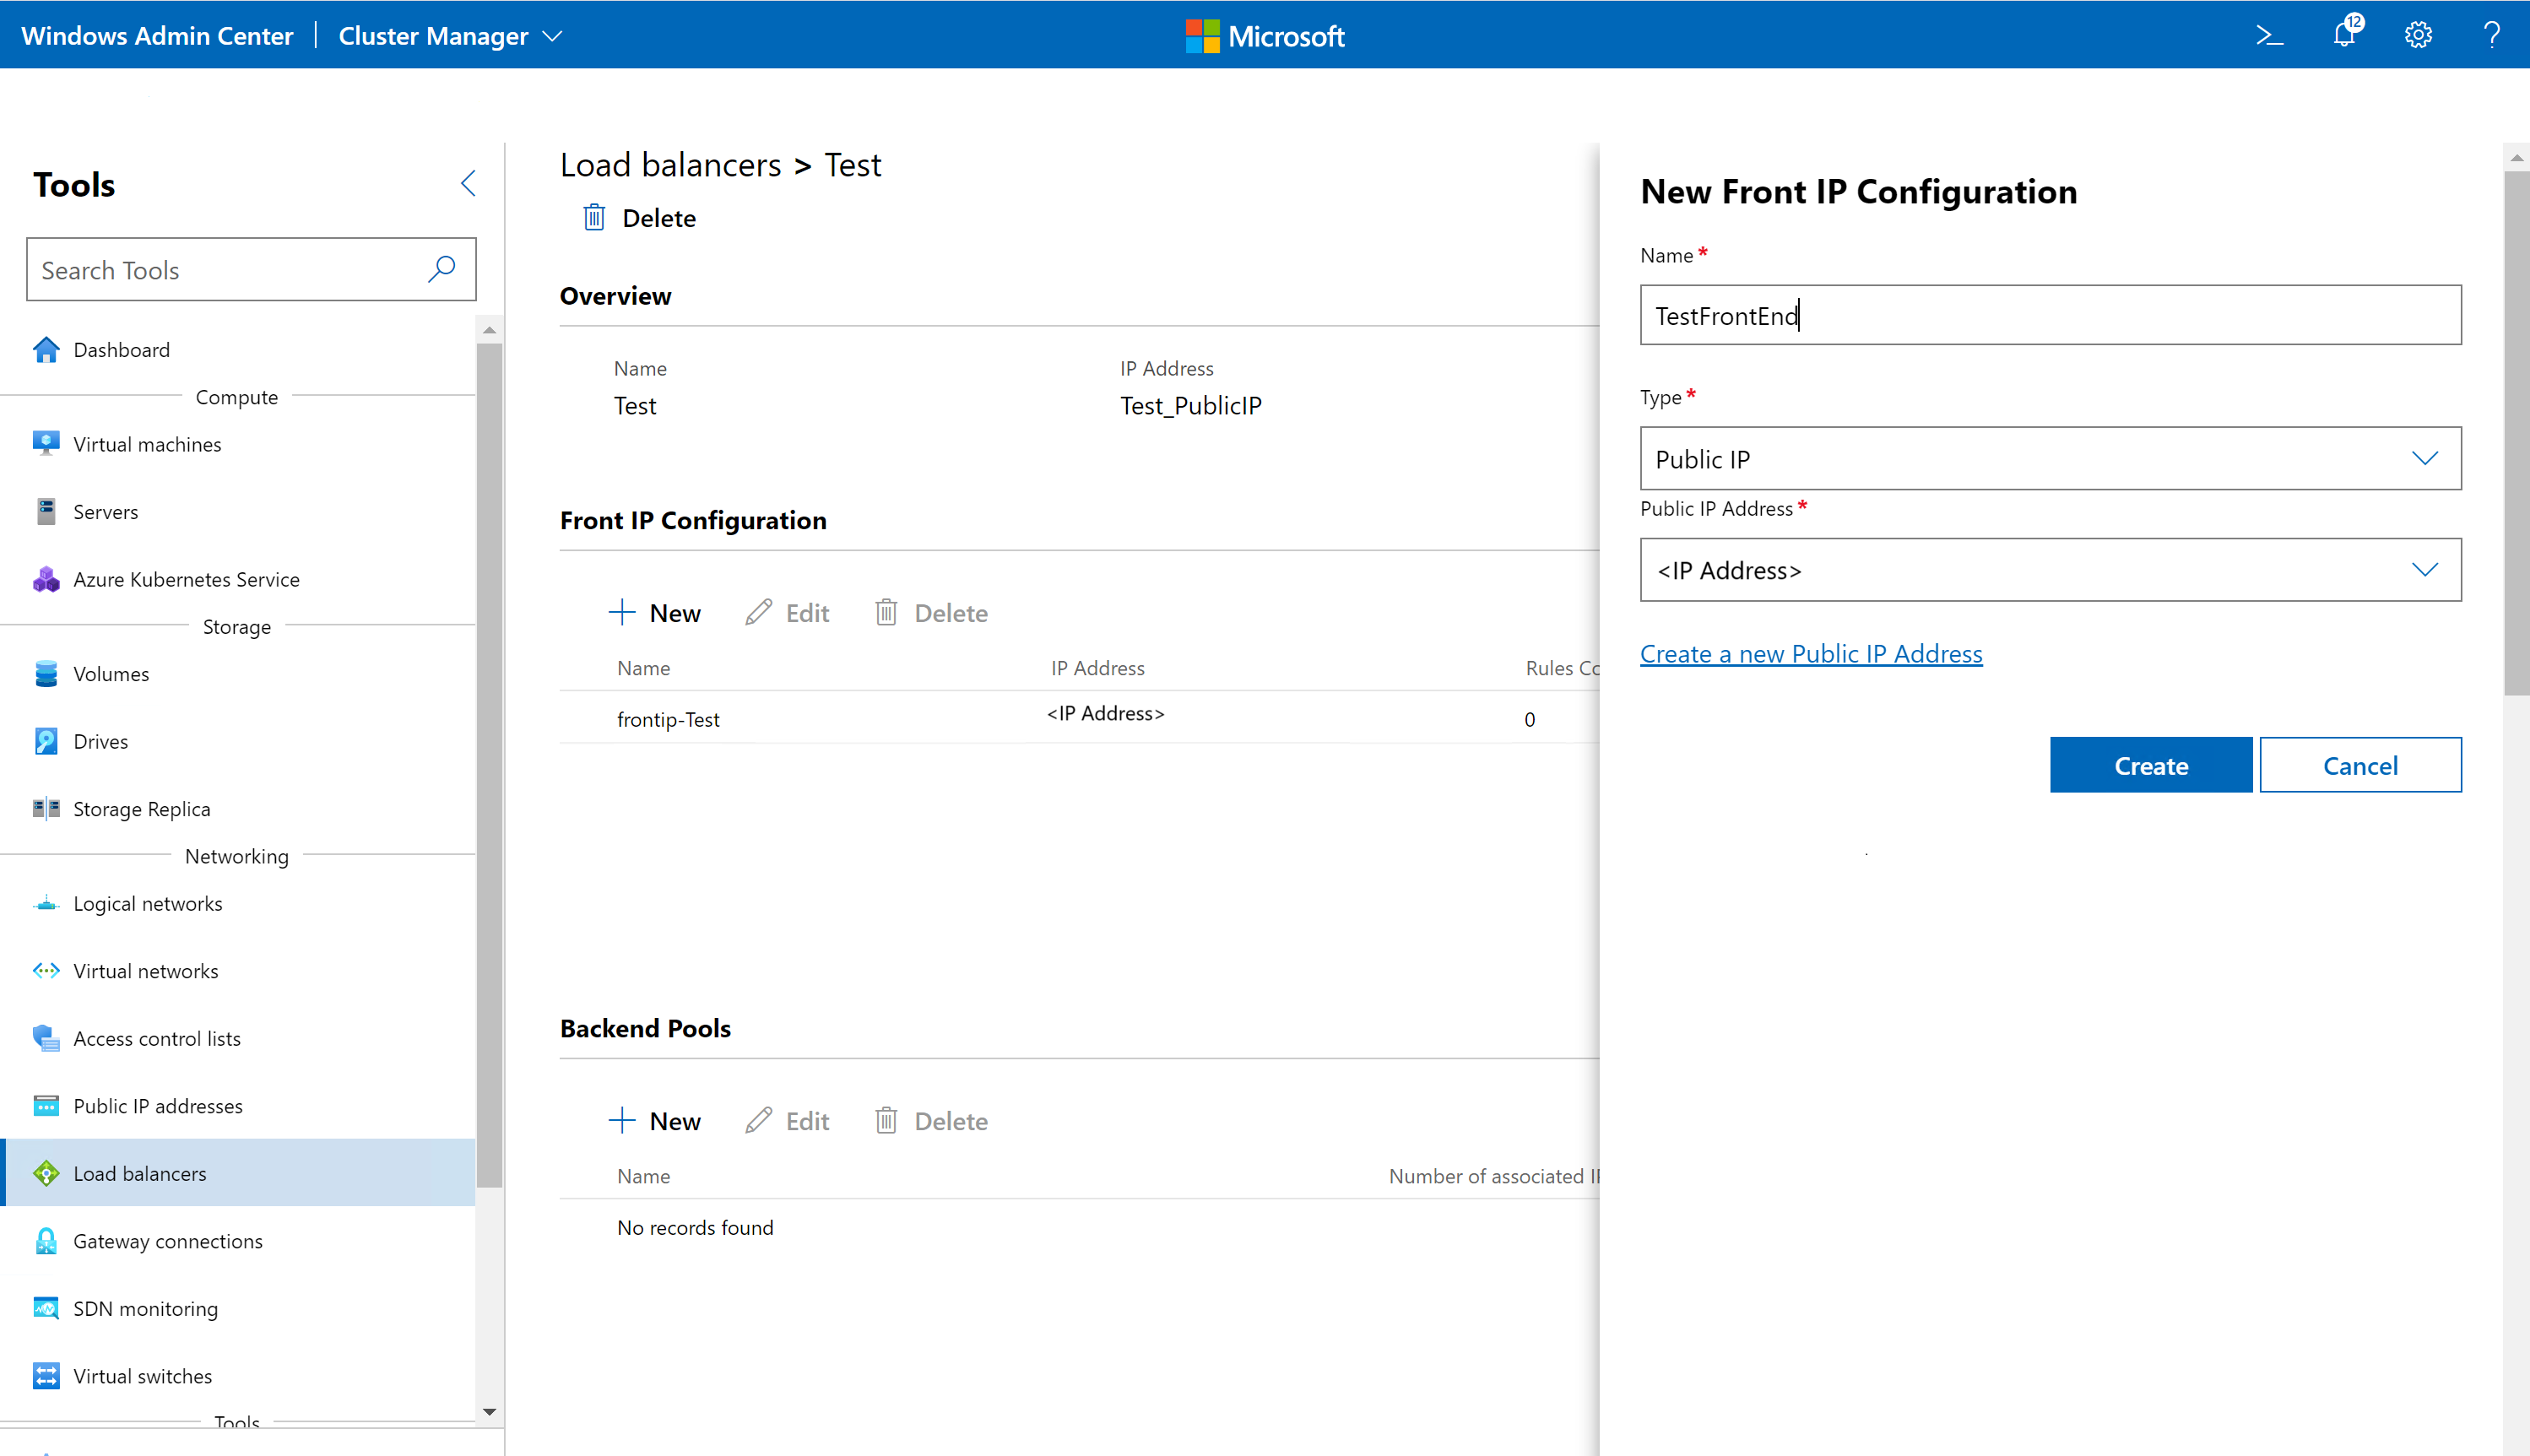 Windows Admin Center | Cluster Manager
Microsoft
12
Tools
Search Tools
Dashboard
Compute
Virtual machines
Servers
Azure Kubernetes Service
Storage
Volumes
Drives
Storage Replica
Networking
Logical networks
Virtual networks
Access control lists
Public IP addresses
Load balancers
Gateway connections
SDN monitoring
Virtual switches
Tools
Load balancers > Test
Delete
Overview
Name IP Address
Test Test_PublicIP
Front IP Configuration
New Edit Delete
Name IP Address Rules Co
frontip-Test <IP Address> 0
Backend Pools
New Edit Delete
Name Number of associated IP
No records found
New Front IP Configuration
Name *
TestFrontEnd
Type *
Public IP
Public IP Address *
<IP Address>
Create a new Public IP Address
Create Cancel